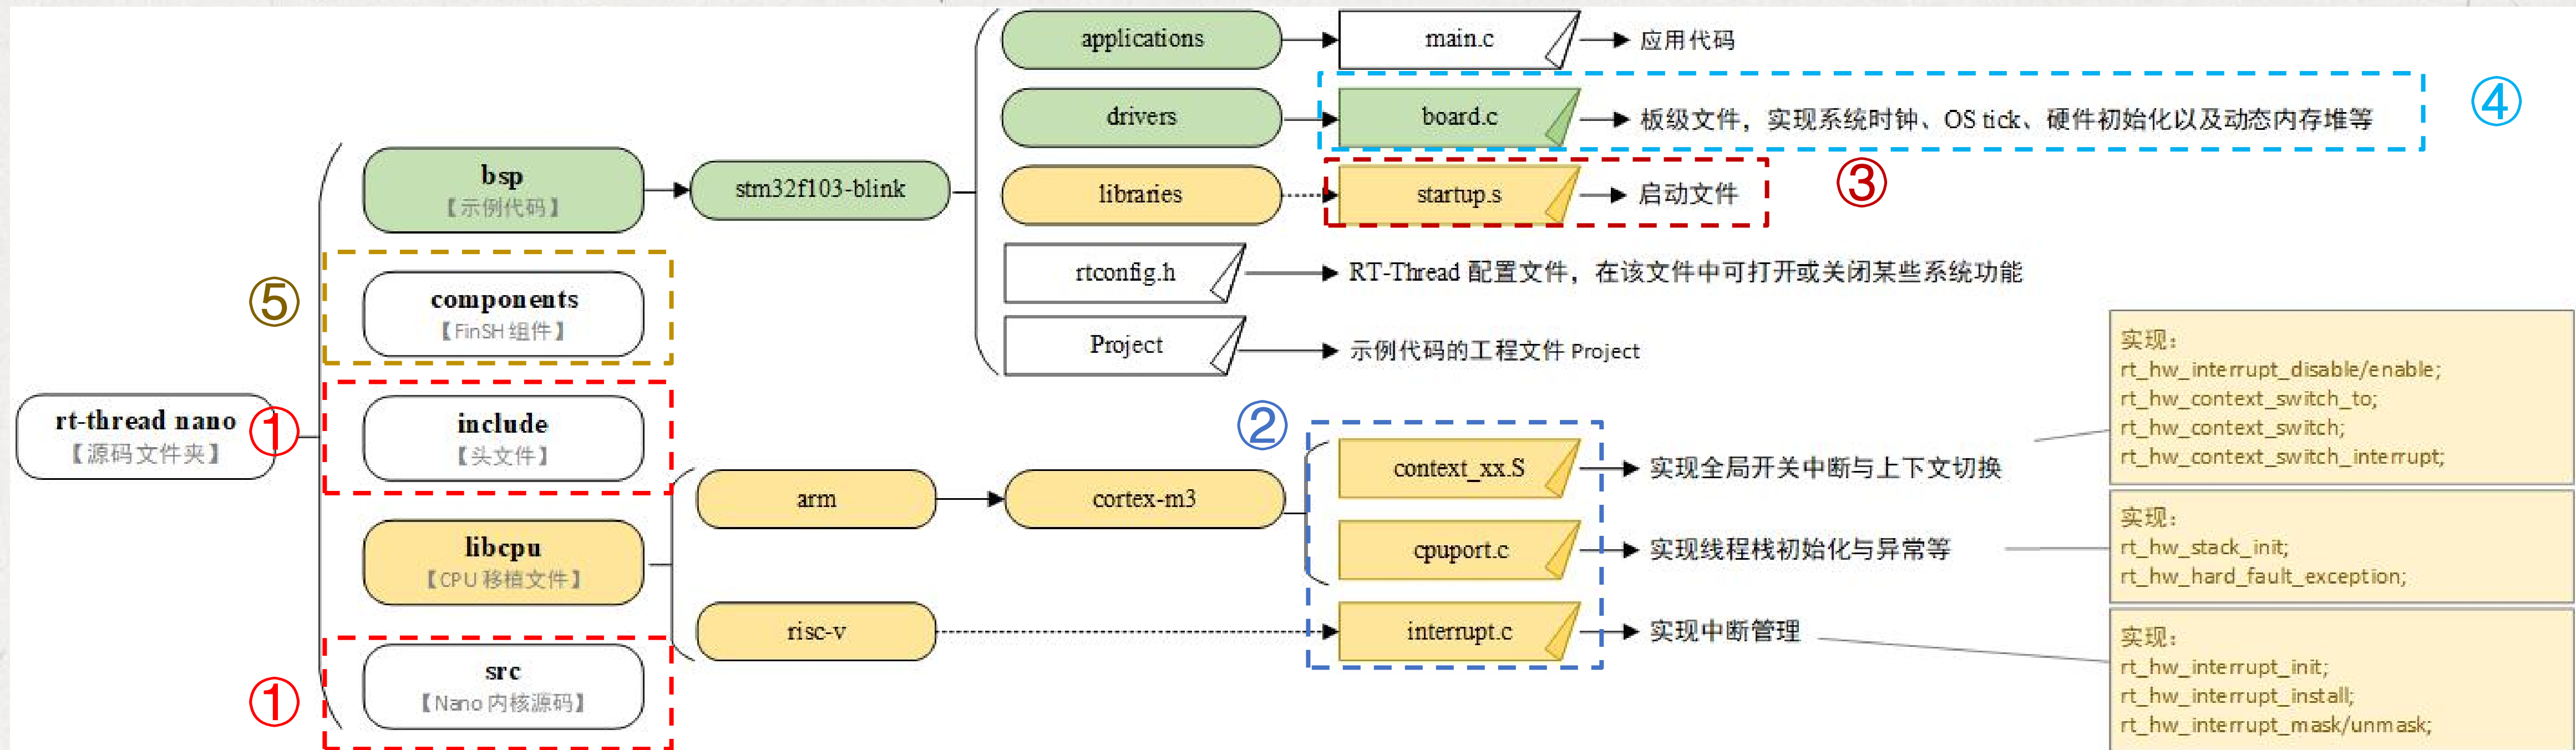 applications
main.c
应用代码
drivers
board.c
板级文件，实现系统时钟、OS tick、硬件初始化以及动态内存堆等
④
bsp
【示例代码】
stm32f103-blink
libraries
startup.s
启动文件
③
rtconfig.h
RT-Thread 配置文件，在该文件中可打开或关闭某些系统功能
⑤
components
【FinSH 组件】
Project
示例代码的工程文件 Project
rt-thread nano
【源码文件夹】
①
include
【头文件】
②
arm
cortex-m3
context_xx.S
实现全局开关中断与上下文切换
实现：
rt_hw_interrupt_disable/enable;
rt_hw_context_switch_to;
rt_hw_context_switch;
rt_hw_context_switch_interrupt;
libcpu
【CPU 移植文件】
cpuport.c
实现线程栈初始化与异常等
实现：
rt_hw_stack_init;
rt_hw_hard_fault_exception;
risc-v
interrupt.c
实现中断管理
实现：
rt_hw_interrupt_init;
rt_hw_interrupt_install;
rt_hw_interrupt_mask/unmask;
①
src
【Nano 内核源码】